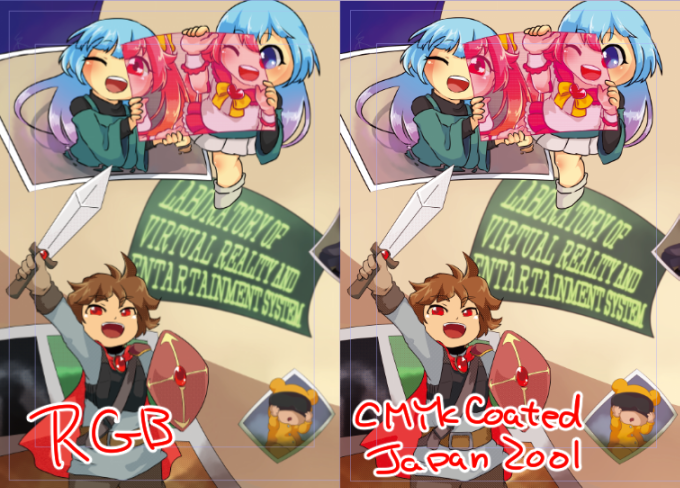 LABORATORY OF
VIRTUAL REALITY AND
ENTARTAINMENT SYSTEM
RGB
LABORATORY OF
VIRTUAL REALITY AND
ENTARTAINMENT SYSTEM
CMYK Coated
Japan 2001